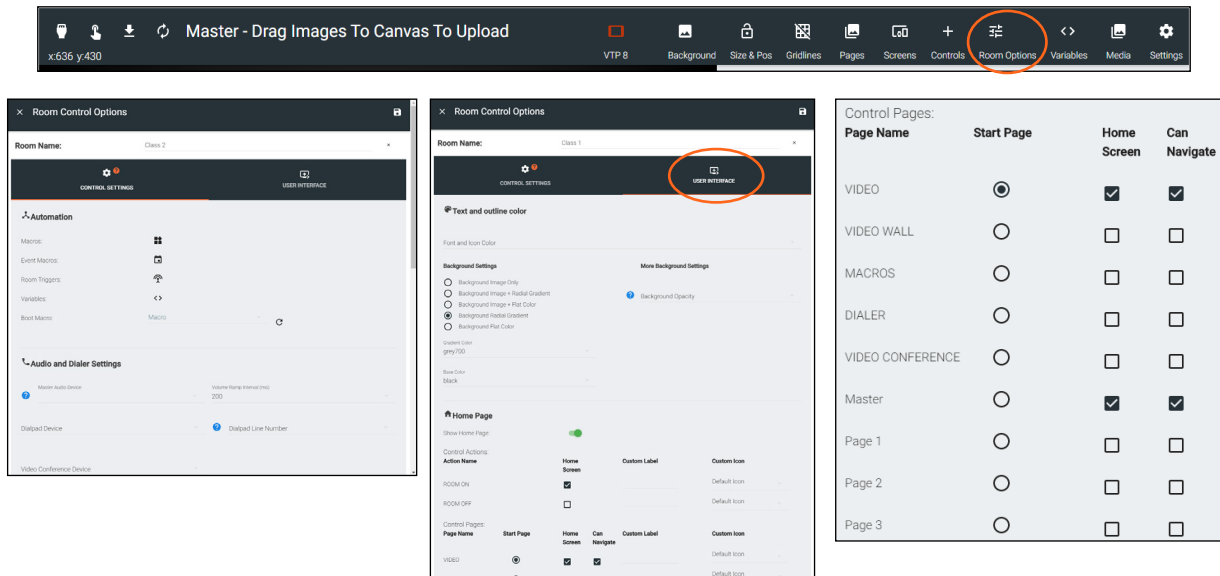 Master - Drag Images To Canvas To Upload
x:636 y:430
VTP 8
Background
Size & Pos
Gridlines
Pages
Screens
Controls
Room Options
Variables
Media
Settings
× Room Control Options
Room Name: Class 2
CONTROL SETTINGS
USER INTERFACE
Automation
Macros:
Event Macros:
Room Triggers:
Variables:
Boot Macro: Macro
Audio and Dialer Settings
Master Audio Device
Volume Ramp Interval (ms)
200
Dialpad Device
Dialpad Line Number
Video Conference Device
× Room Control Options
Room Name: Class 1
CONTROL SETTINGS
USER INTERFACE
Text and outline color
Font and Icon Color
Background Settings
More Background Settings
Background Image Only
Background Image + Radial Gradient
Background Image + Flat Color
Background Radial Gradient
Background Flat Color
Background Opacity
Gradient Color
grey700
Base Color
black
Home Page
Show Home Page
Control Actions:
Action Name Home Screen Custom Label Custom Icon
ROOM ON Default Icon
ROOM OFF Default Icon
Control Pages:
Page Name Start Page Home Screen Can Navigate Custom Label Custom Icon
VIDEO Default Icon
Default Icon
Control Pages:
Page Name Start Page Home Screen Can Navigate
VIDEO
VIDEO WALL
MACROS
DIALER
VIDEO CONFERENCE
Master
Page 1
Page 2
Page 3